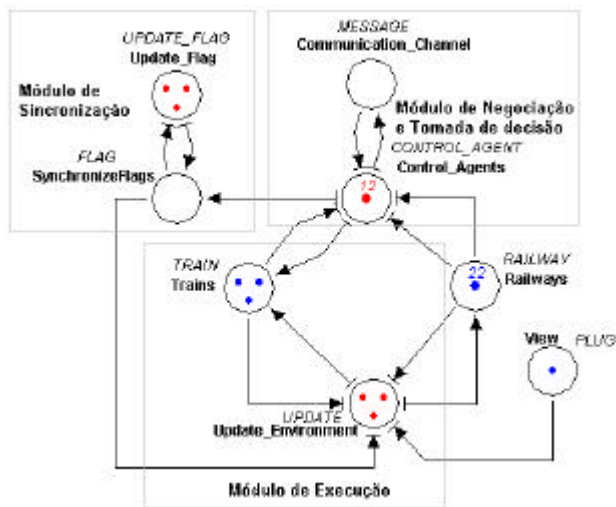 UPDATE_FLAG
Update_Flag
Módulo de
Sincronização
FLAG
SynchronizeFlags
MESSAGE
Communication_Channel
Módulo de Negociação
e Tomada de decisão
CONTROL_AGENT
Control_Agents
12
TRAIN
Trains
22
RAILWAY
Railways
View
PLUG
UPDATE
Update_Environment
Módulo de Execução